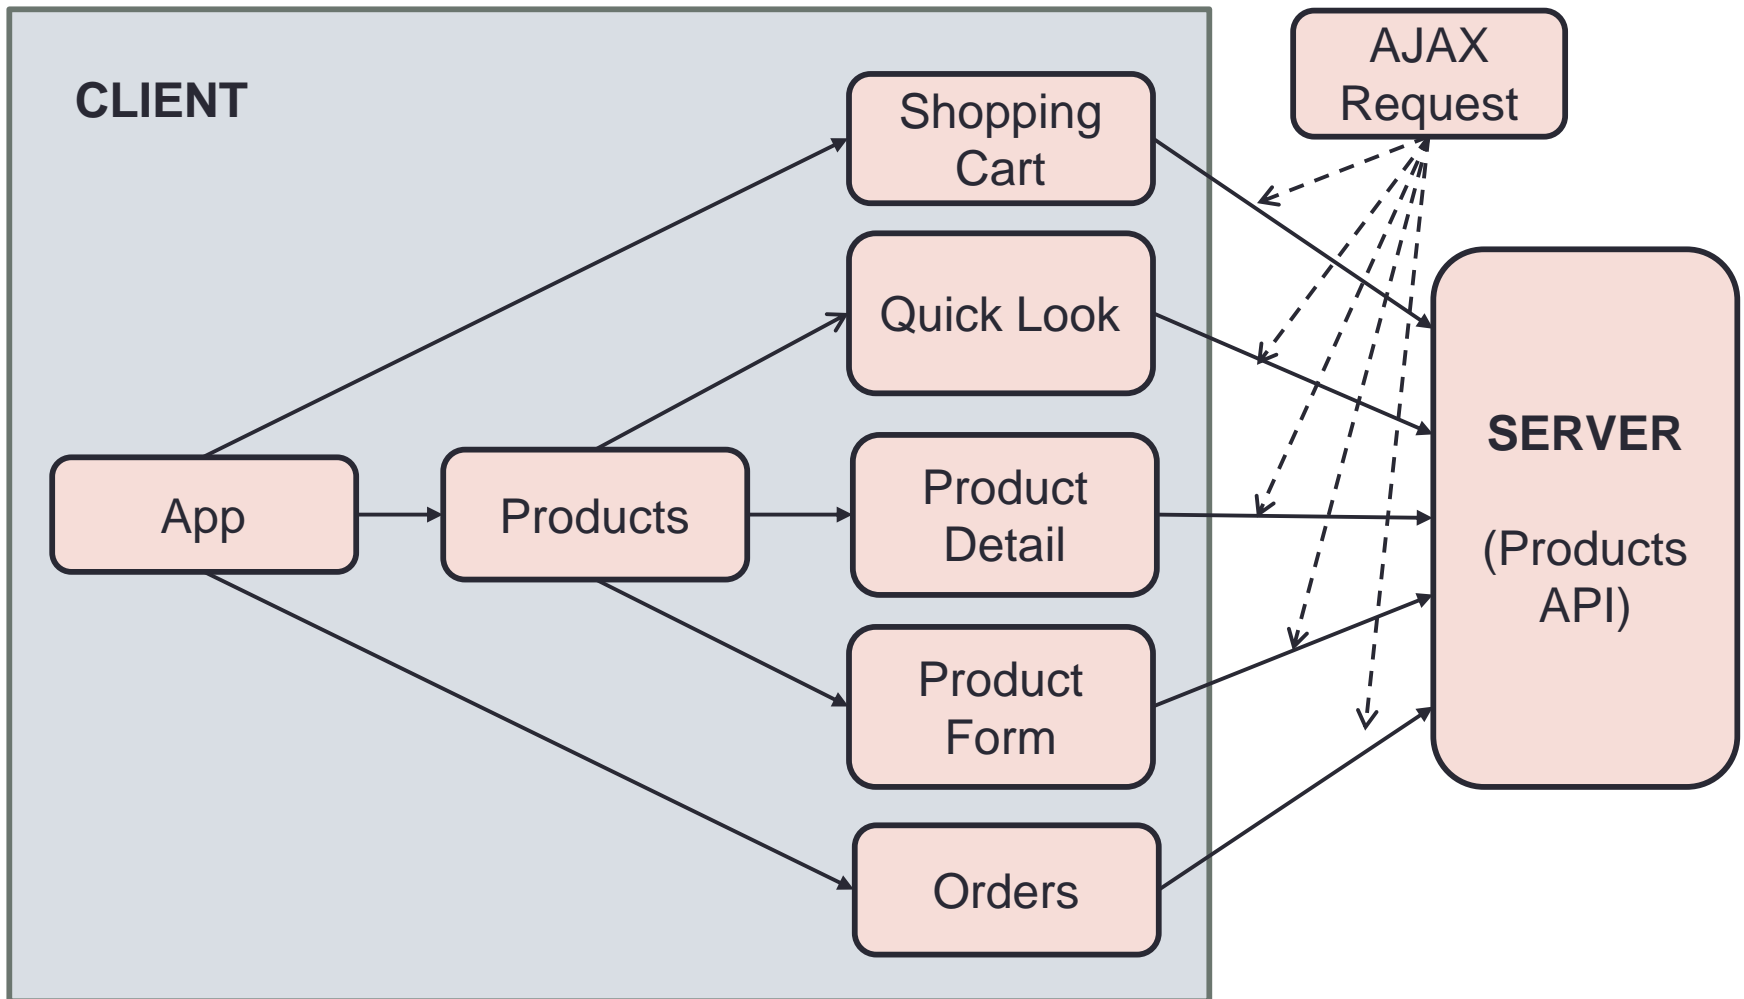 CLIENT
Shopping
Cart
AJAX
Request
Quick Look
App
Products
Product
Detail
Product
Form
Orders
SERVER
(Products
API)